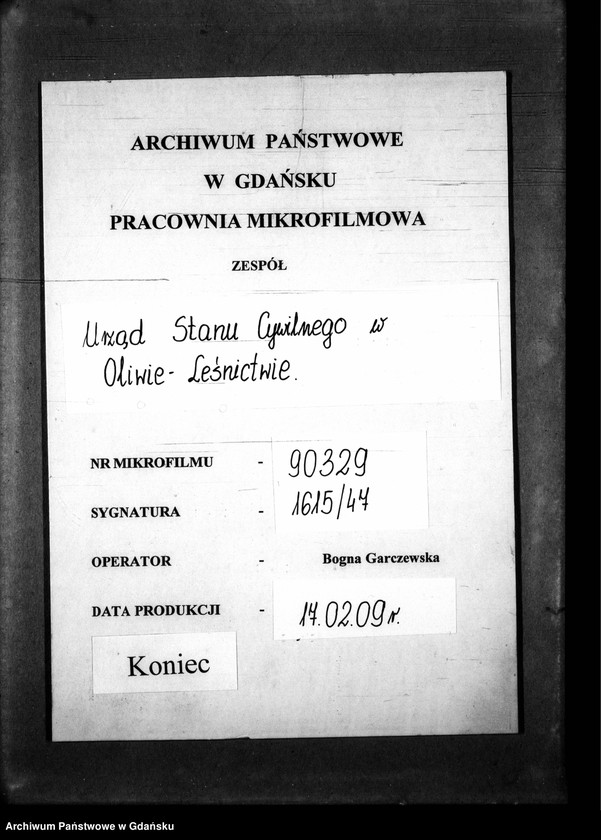 ARCHIWUM PAŃSTWOWE
W GDAŃSKU
PRACOWNIA MIKROFILMOWA
ZESPÓŁ
Urząd Stanu Cywilnego w
Oliwie - Leśnictwie.
NR MIKROFILMU - 90329
SYGNATURA - 1615/47
OPERATOR - Bogna Garczewska
DATA PRODUKCJI - 17.02.09 r.
Koniec
Archiwum Państwowe w Gdańsku